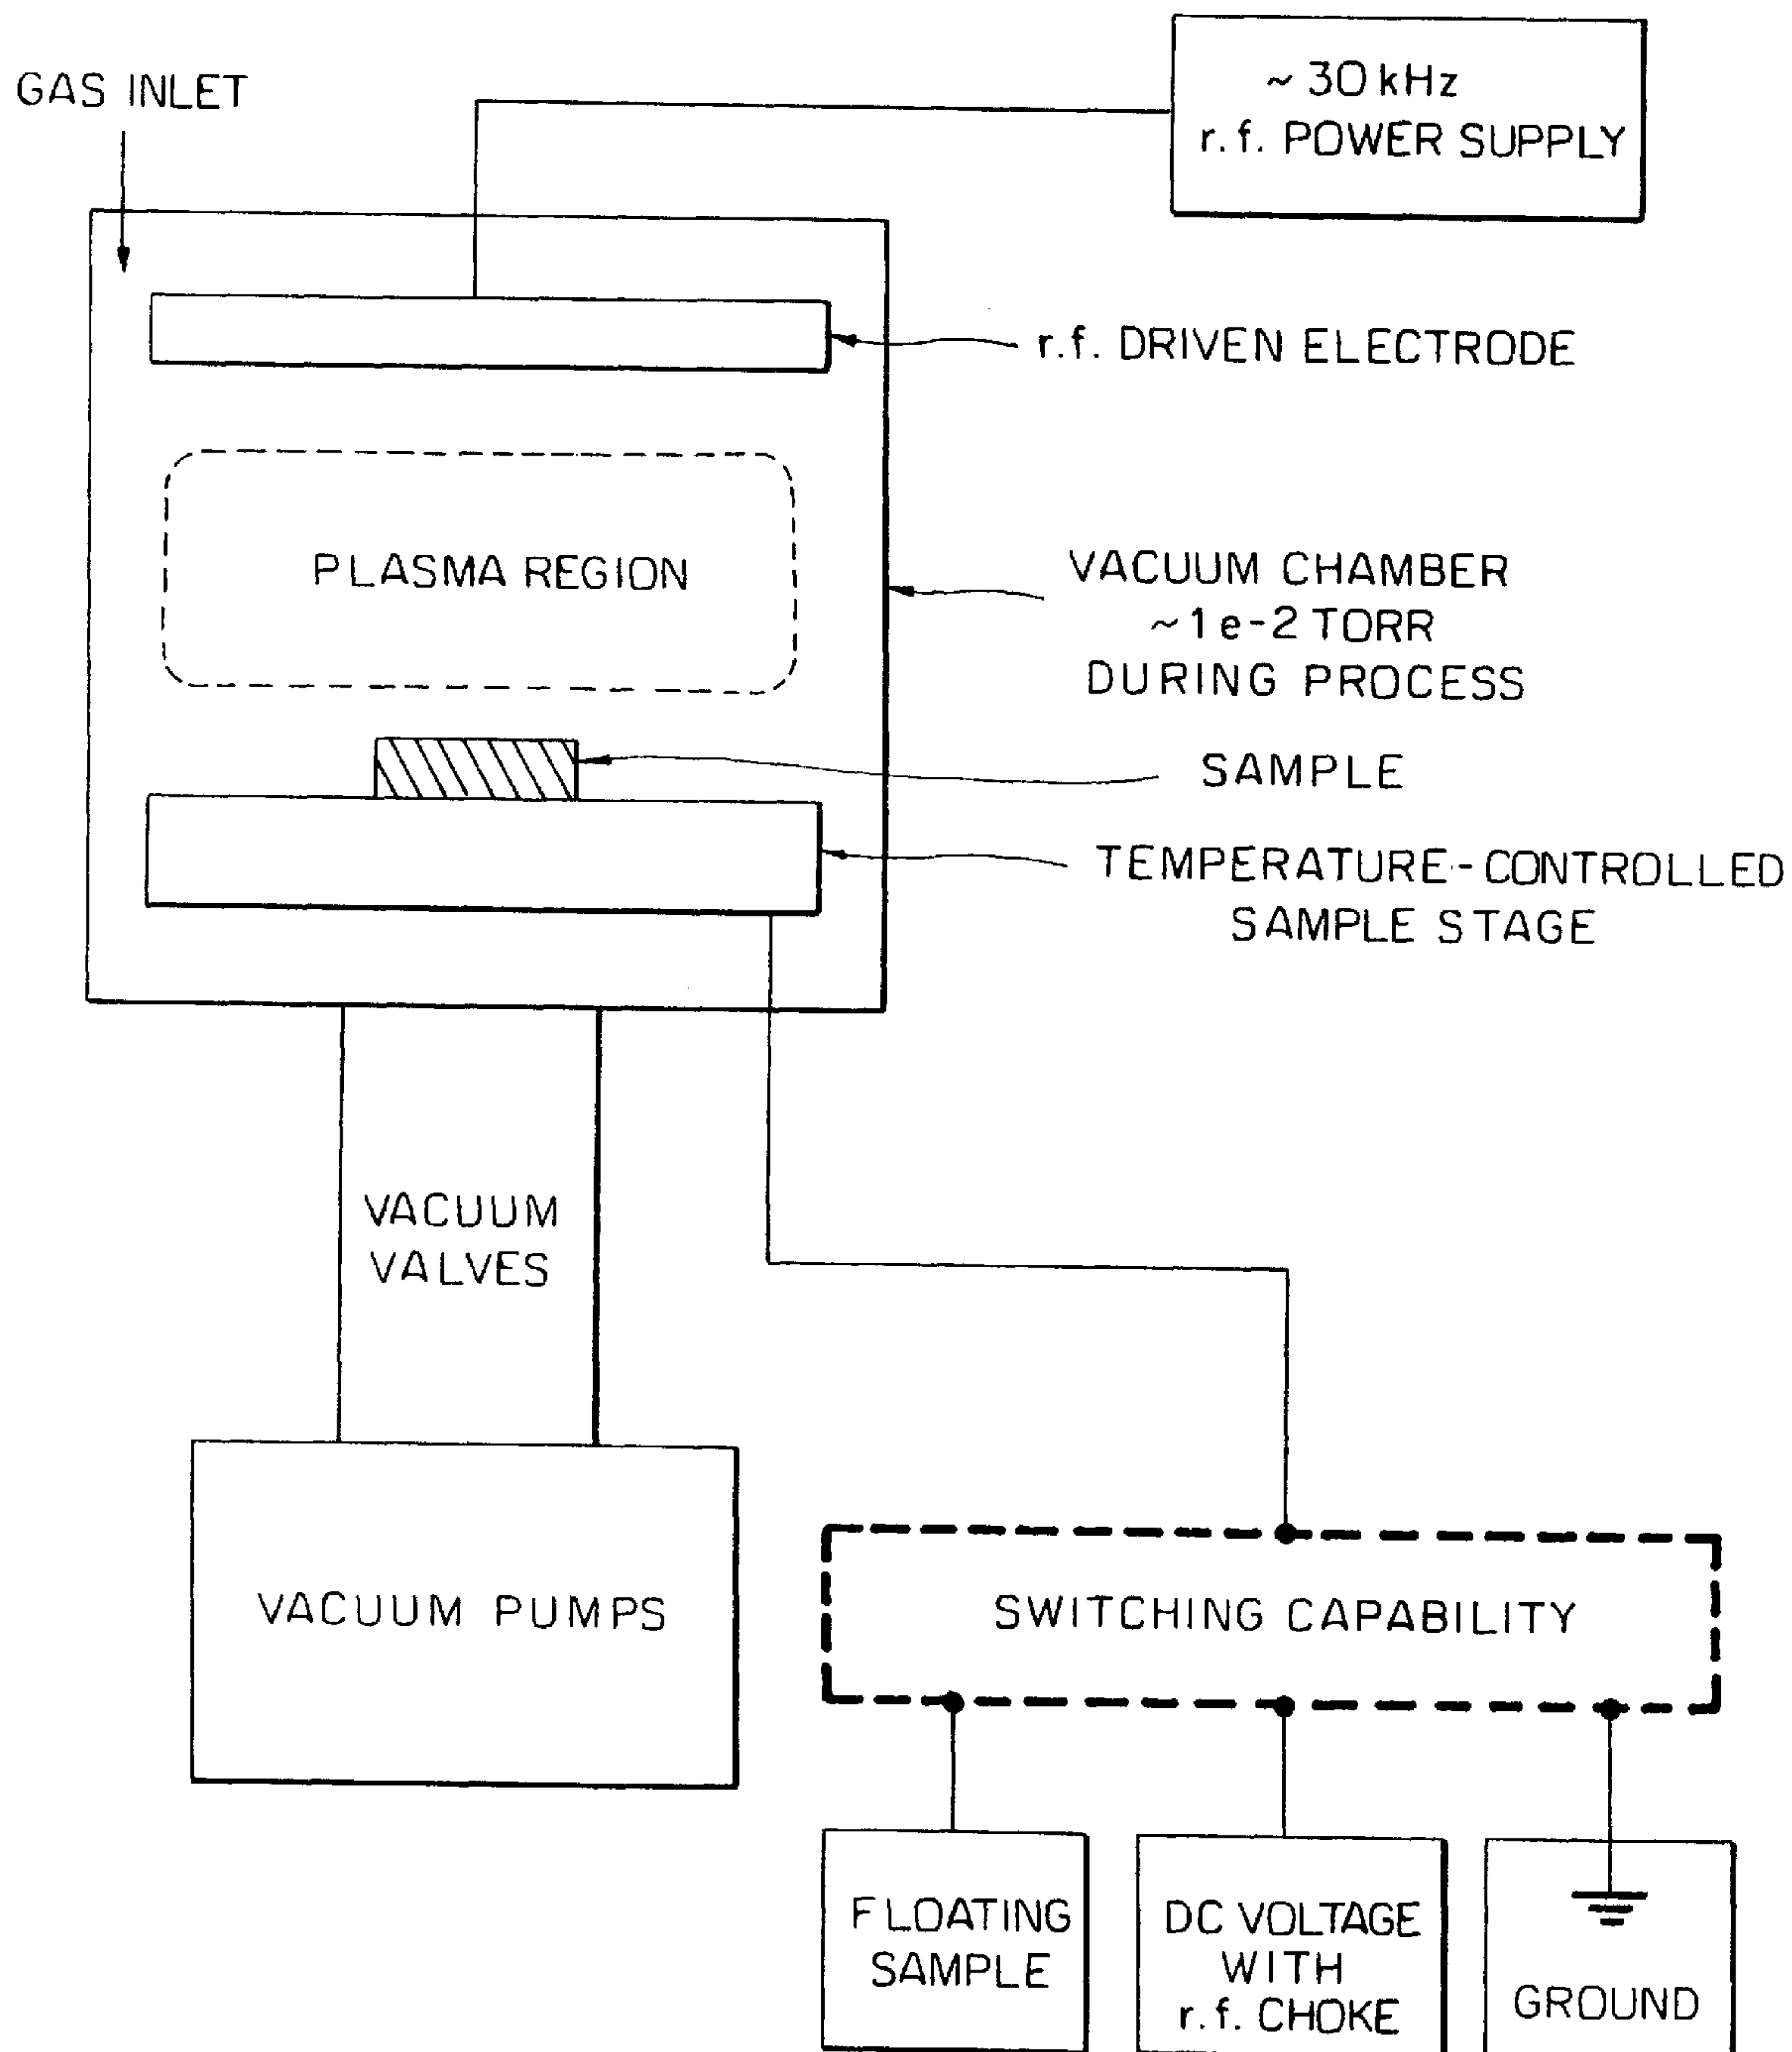 ~ 30 kHz
r.f. POWER SUPPLY
GAS INLET
r.f. DRIVEN ELECTRODE
PLASMA REGION
VACUUM CHAMBER
~1e-2 TORR
DURING PROCESS
SAMPLE
TEMPERATURE-CONTROLLED
SAMPLE STAGE
VACUUM
VALVES
VACUUM PUMPS
SWITCHING CAPABILITY
FLOATING
SAMPLE
DC VOLTAGE
WITH
r.f. CHOKE
GROUND